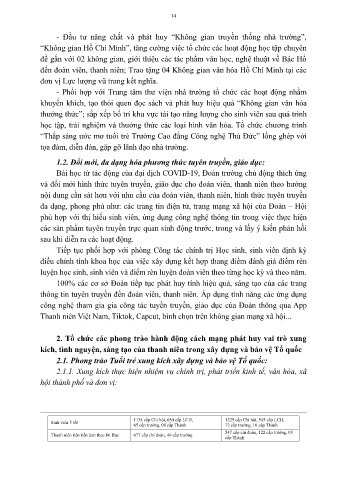 14
- Đầu tư nâng chất và phát huy “Không gian truyền thống nhà trường”,
“Không gian Hồ Chí Minh”, tăng cường việc tổ chức các hoạt động học tập chuyên
đề gắn với 02 không gian, giới thiệu các tác phẩm văn học, nghệ thuật về Bác Hồ
đến đoàn viên, thanh niên; Trao tặng 04 Không gian văn hóa Hồ Chí Minh tại các
đơn vị Lực lượng vũ trang kết nghĩa.
- Phối hợp với Trung tâm thư viện nhà trường tổ chức các hoạt động nhằm
khuyến khích, tạo thói quen đọc sách và phát huy hiệu quả “Không gian văn hóa
thưởng thức”; sắp xếp bố trí khu vực tái tạo năng lượng cho sinh viên sau quá trình
học tập, trải nghiệm và thưởng thức các loại hình văn hóa. Tổ chức chương trình
“Thắp sáng ước mơ tuổi trẻ Trường Cao đẳng Công nghệ Thủ Đức” lồng ghép với
tọa đàm, diễn đàn, gặp gỡ lãnh đạo nhà trường.
1.2. Đổi mới, đa dạng hóa phương thức tuyên truyền, giáo dục:
Bài học từ tác động của đại dịch COVID-19, Đoàn trường chủ động thích ứng
và đổi mới hình thức tuyên truyền, giáo dục cho đoàn viên, thanh niên theo hướng
nội dung cần sát hơn với nhu cầu của đoàn viên, thanh niên, hình thức tuyên truyền
đa dạng, phong phú như: các trang tin điện tử, trang mạng xã hội của Đoàn – Hội
phù hợp với thị hiếu sinh viên, ứng dụng công nghệ thông tin trong việc thực hiện
các sản phẩm tuyên truyền trực quan sinh động trước, trong và lấy ý kiến phản hồi
sau khi diễn ra các hoạt động.
Tiếp tục phối hợp với phòng Công tác chính trị Học sinh, sinh viên định kỳ
điều chỉnh tính khoa học của việc xây dựng kết hợp thang điểm đánh giá điểm rèn
luyện học sinh, sinh viên và điểm rèn luyện đoàn viên theo từng học kỳ và theo năm.
100% các cơ sở Đoàn tiếp tục phát huy tính hiệu quả, sáng tạo của các trang
thông tin tuyên truyền đến đoàn viên, thanh niên. Áp dụng tính năng các ứng dụng
công nghệ tham gia gia công tác tuyên truyền, giáo dục của Đoàn thông qua App
Thanh niên Việt Nam, Tiktok, Capcut, bình chọn trên không gian mạng xã hội...
2. Tổ chức các phong trào hành động cách mạng phát huy vai trò xung
kích, tình nguyện, sáng tạo của thanh niên trong xây dựng và bảo vệ Tổ quốc
2.1. Phong trào Tuổi trẻ xung kích xây dựng và bảo vệ Tổ quốc:
2.1.1. Xung kích thực hiện nhiệm vụ chính trị, phát triển kinh tế, văn hóa, xã
hội thành phố và đơn vị:
Sinh viên 5 tốt
cấp Chi hội, 654 cấp LCH,
65 cấp trường, 08 cấp Thành
1225 cấp Chi hội, 545 cấp LCH,
72 cấp trường, 16 cấp Thành
Thanh niên tiên tiến làm theo lời Bác
677 cấp chi đoàn, 46 cấp trường
547 cấp chi đoàn, 122 cấp trường, 03
cấp Thành